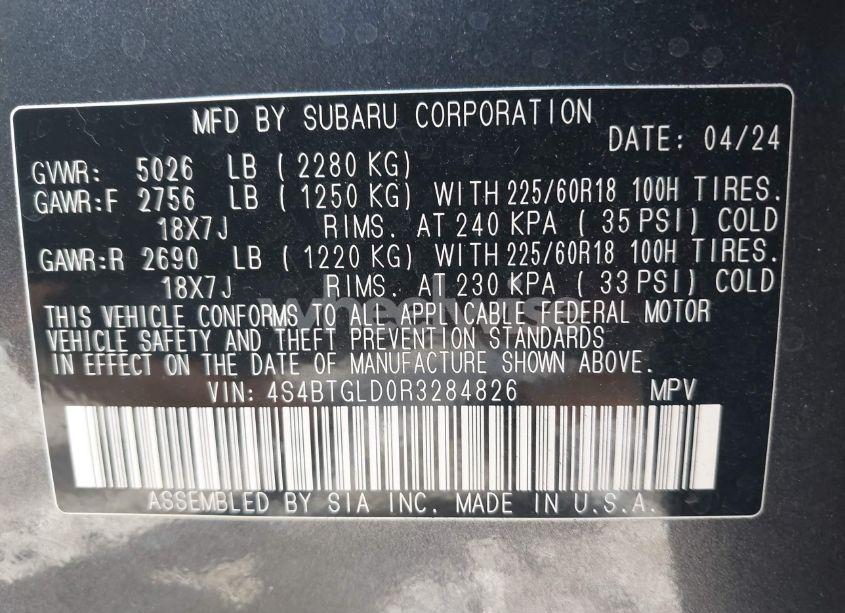 MFD BY SUBARU CORPORATION
DATE: 04/24
GVWR: 5026 LB ( 2280 KG)
GAWR:F 2756 LB ( 1250 KG) WITH 225/60R18 100H TIRES.
18X7J RIMS. AT 240 KPA ( 35 PSI) COLD
GAWR:R 2690 LB ( 1220 KG) WITH 225/60R18 100H TIRES.
18X7J RIMS. AT 230 KPA ( 33 PSI) COLD
THIS VEHICLE CONFORMS TO ALL APPLICABLE FEDERAL MOTOR
VEHICLE SAFETY AND THEFT PREVENTION STANDARDS
IN EFFECT ON THE DATE OF MANUFACTURE SHOWN ABOVE.
VIN: 4S4BTGLD0R3284826 MPV
ASSEMBLED BY SIA INC. MADE IN U.S.A.